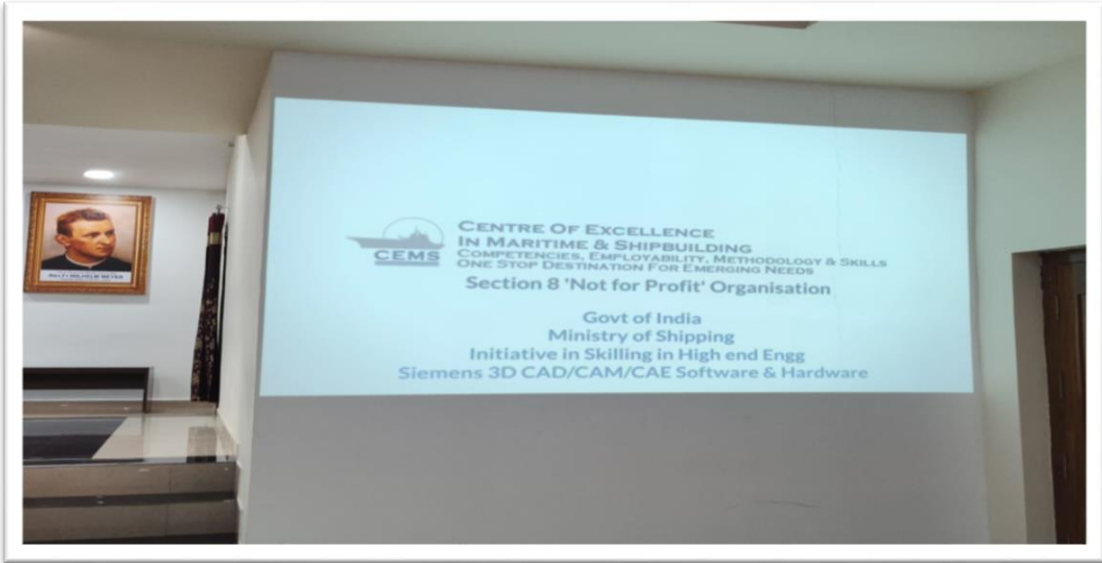 CENTRE OF EXCELLENCE
IN MARITIME & SHIPBUILDING
COMPETENCIES, EMPLOYABILITY, METHODOLOGY & SKILLS
ONE STOP DESTINATION FOR EMERGING NEEDS
CEMS
Section 8 'Not for Profit' Organisation
Govt of India
Ministry of Shipping
Initiative in Skilling in High end Engg
Siemens 3D CAD/CAM/CAE Software & Hardware